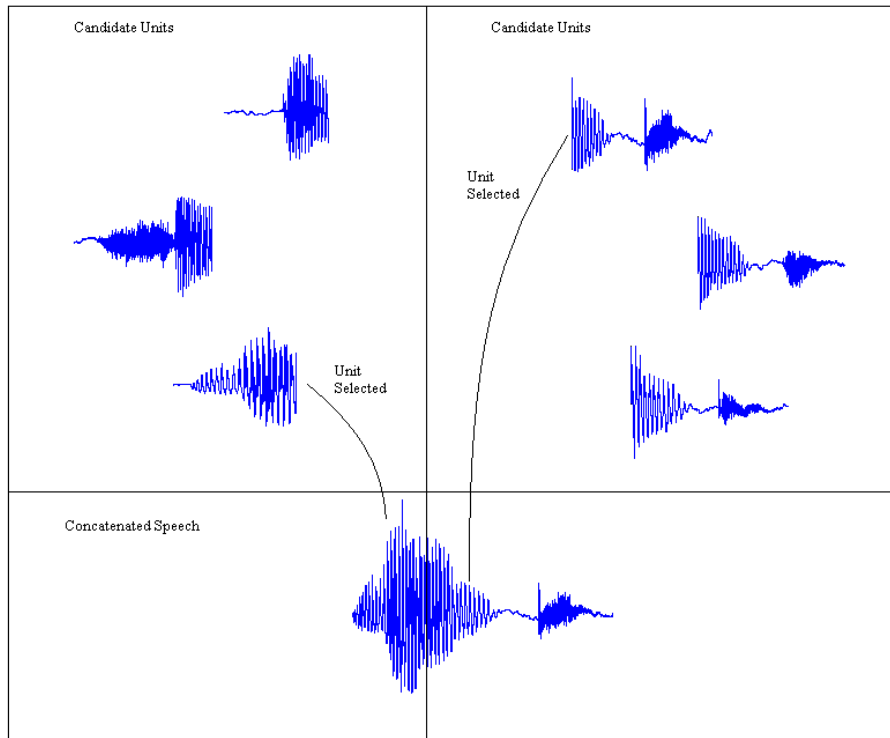 Candidate Units
Candidate Units
Unit
Selected
Unit
Selected
Concatenated Speech